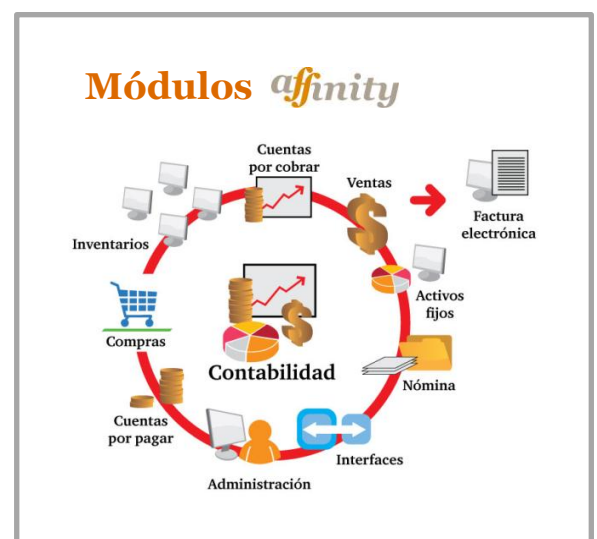 Módulos affinity
Cuentas
por cobrar
Ventas
Factura
electrónica
Inventarios
Activos
fijos
Compras
Contabilidad
Nómina
Cuentas
por pagar
Interfaces
Administración